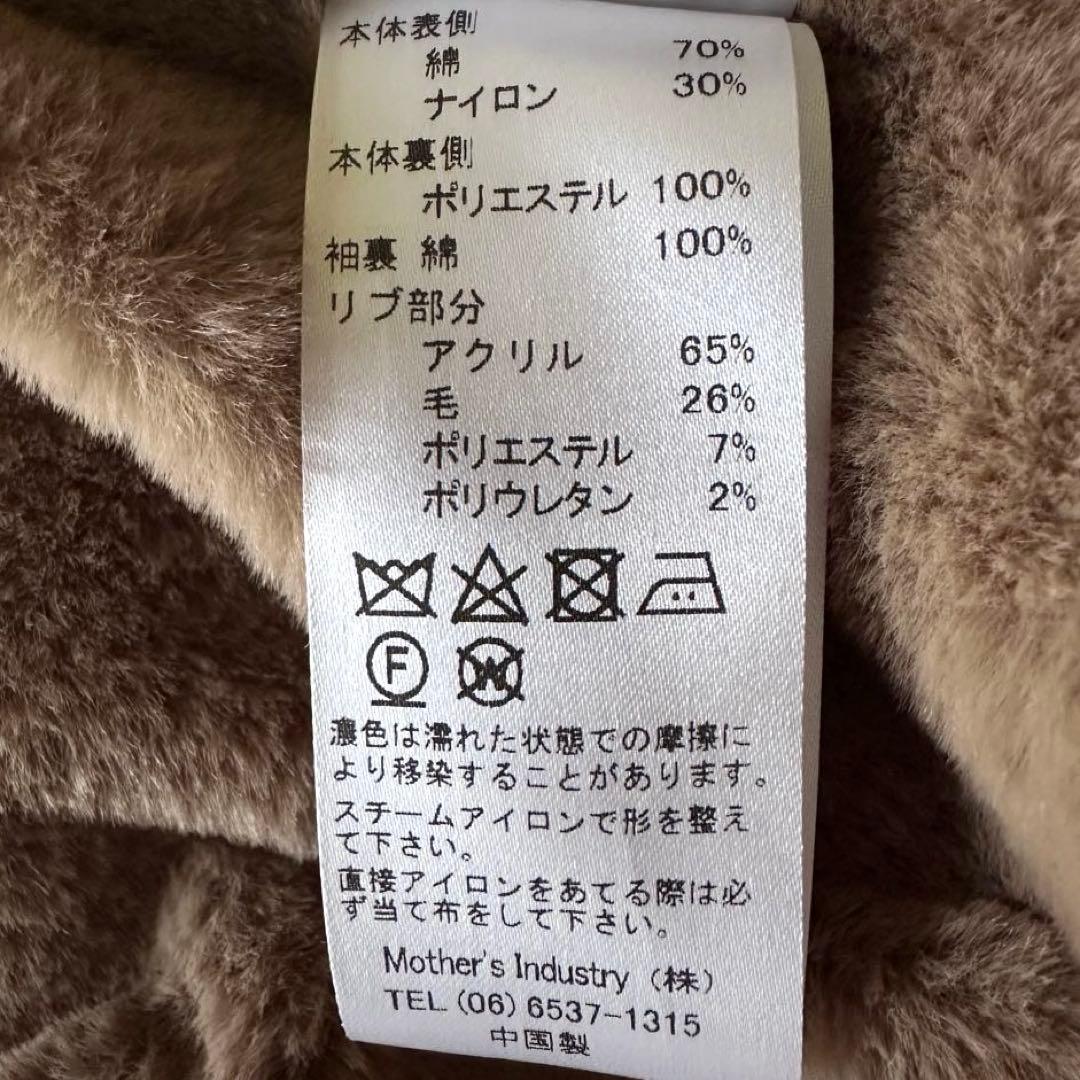 本体表側
綿 70%
ナイロン 30%
本体裏側
ポリエステル 100%
袖裏 綿 100%
リブ部分
アクリル 65%
毛 26%
ポリエステル 7%
ポリウレタン 2%
F W
濃色は濡れた状態での摩擦に
より移染することがあります。
スチームアイロンで形を整え
て下さい。
直接アイロンをあてる際は必
ず当て布をして下さい。
Mother's Industry (株)
TEL (06) 6537-1315
中国製